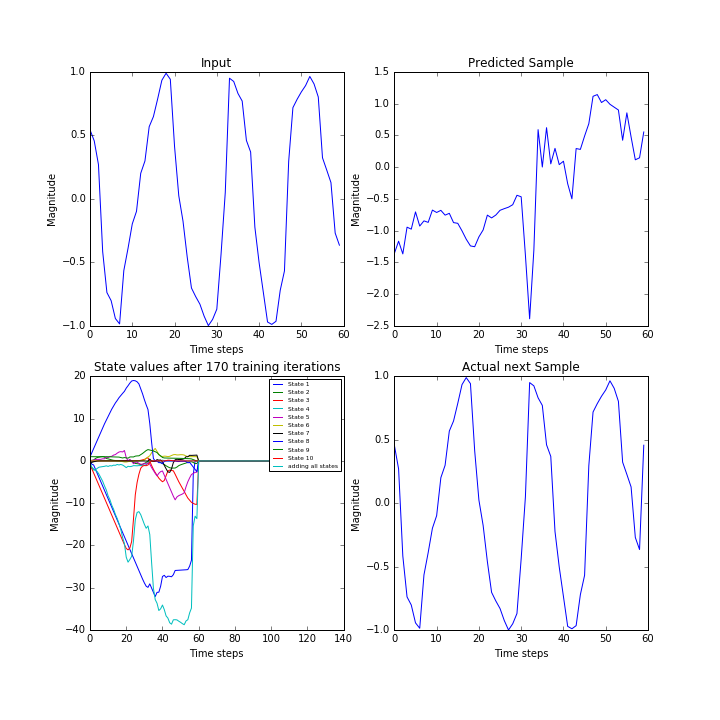 Input
1.0
0.5
0.0
−0.5
−1.0
0 10 20 30 40 50 60
Time steps
Magnitude
Predicted Sample
1.5
1.0
0.5
0.0
−0.5
−1.0
−1.5
−2.0
−2.5
0 10 20 30 40 50 60
Time steps
Magnitude
State values after 170 training iterations
20
10
0
−10
−20
−30
−40
0 20 40 60 80 100 120 140
Time steps
Magnitude
State 1
State 2
State 3
State 4
State 5
State 6
State 7
State 8
State 9
State 10
adding all states
Actual next Sample
1.0
0.5
0.0
−0.5
−1.0
0 10 20 30 40 50 60
Time steps
Magnitude